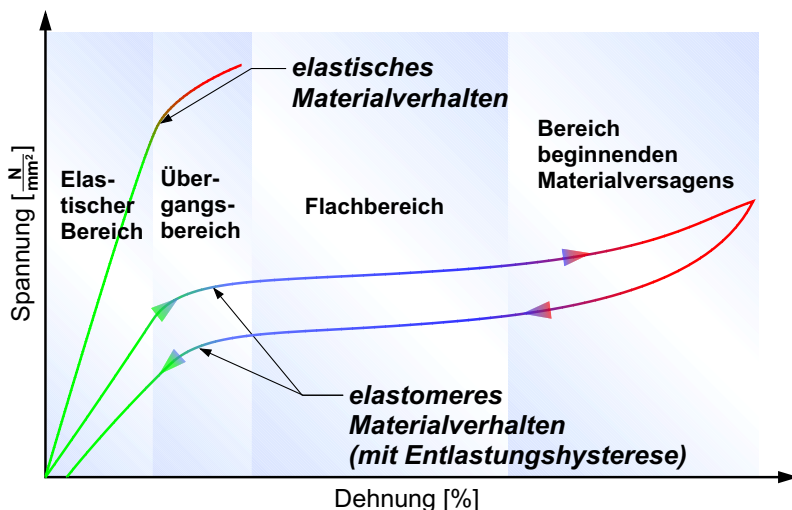 elastisches
Materialverhalten
Elas-
tischer
Bereich
Über-
gangs-
bereich
Flachbereich
Bereich
beginnenden
Materialversagens
Spannung [N/mm²]
elastomeres
Materialverhalten
(mit Entlastungshysterese)
Dehnung [%]